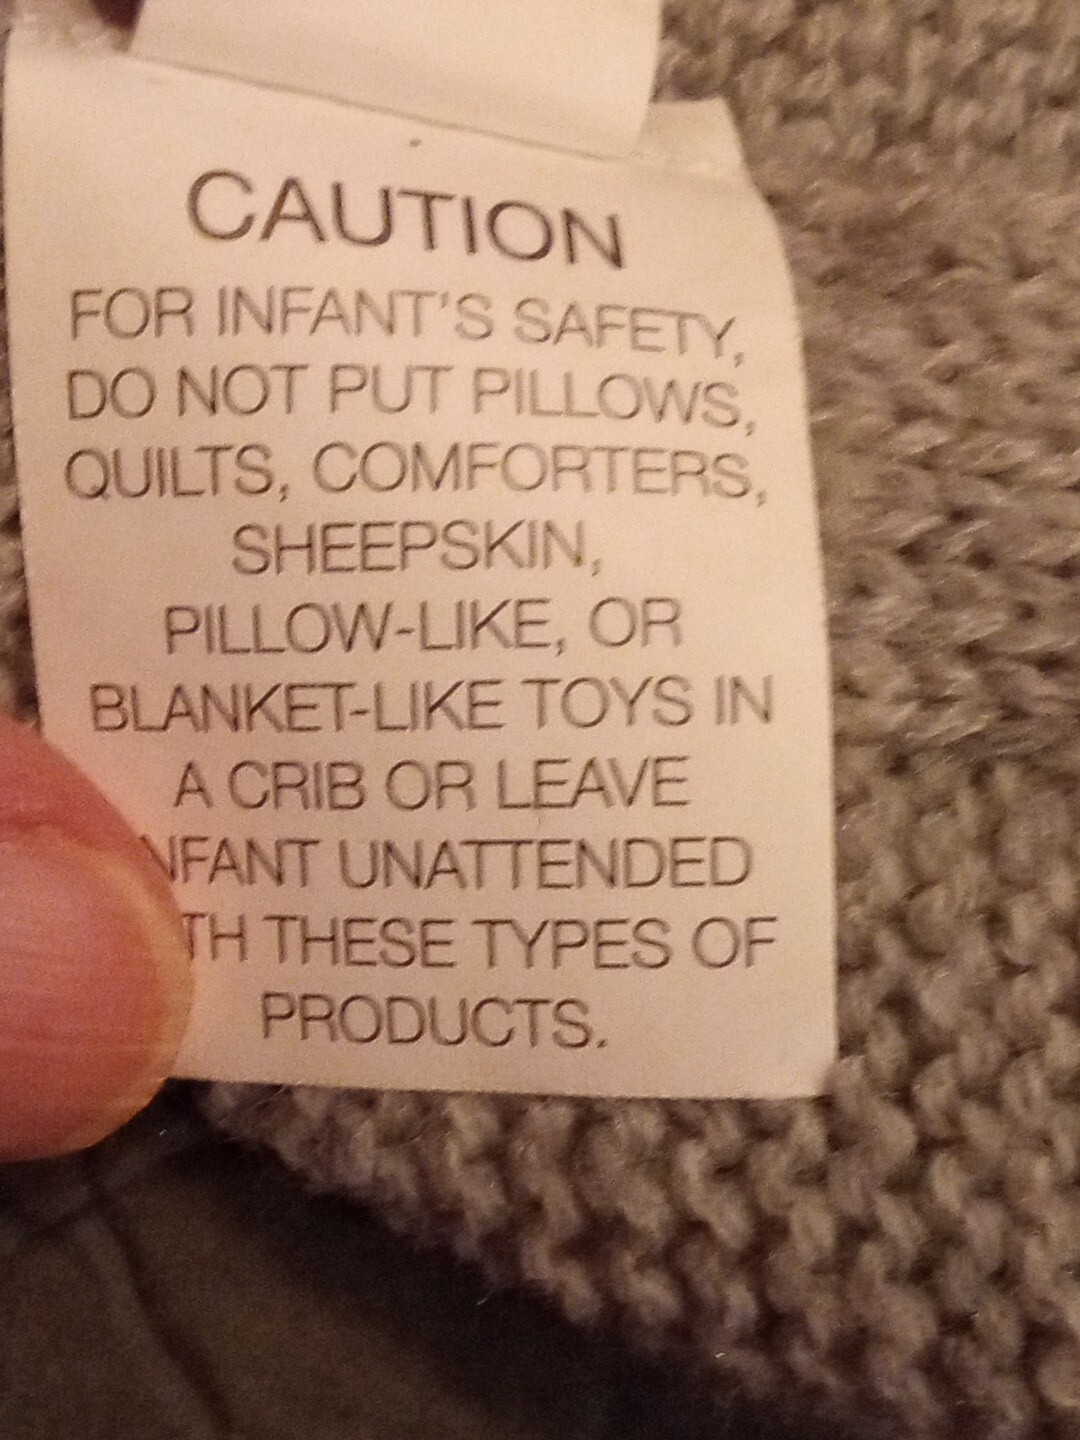 CAUTION
FOR INFANT'S SAFETY,
DO NOT PUT PILLOWS,
QUILTS, COMFORTERS,
SHEEPSKIN,
PILLOW-LIKE, OR
BLANKET-LIKE TOYS IN
A CRIB OR LEAVE
NFANT UNATTENDED
TH THESE TYPES OF
PRODUCTS.